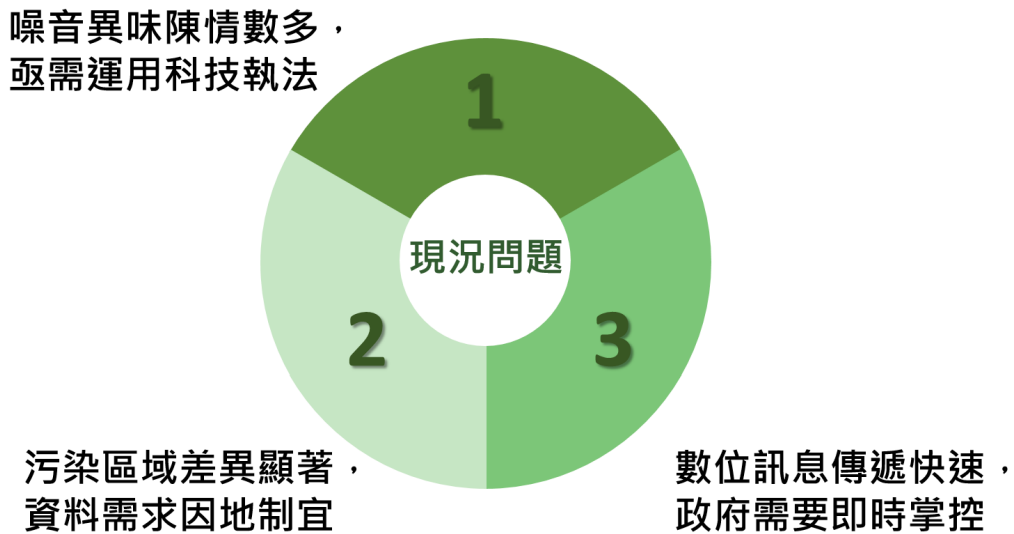 噪音異味陳情數多，
亟需運用科技執法
1
現況問題
2
3
污染區域差異顯著，
資料需求因地制宜
數位訊息傳遞快速，
政府需要即時掌控